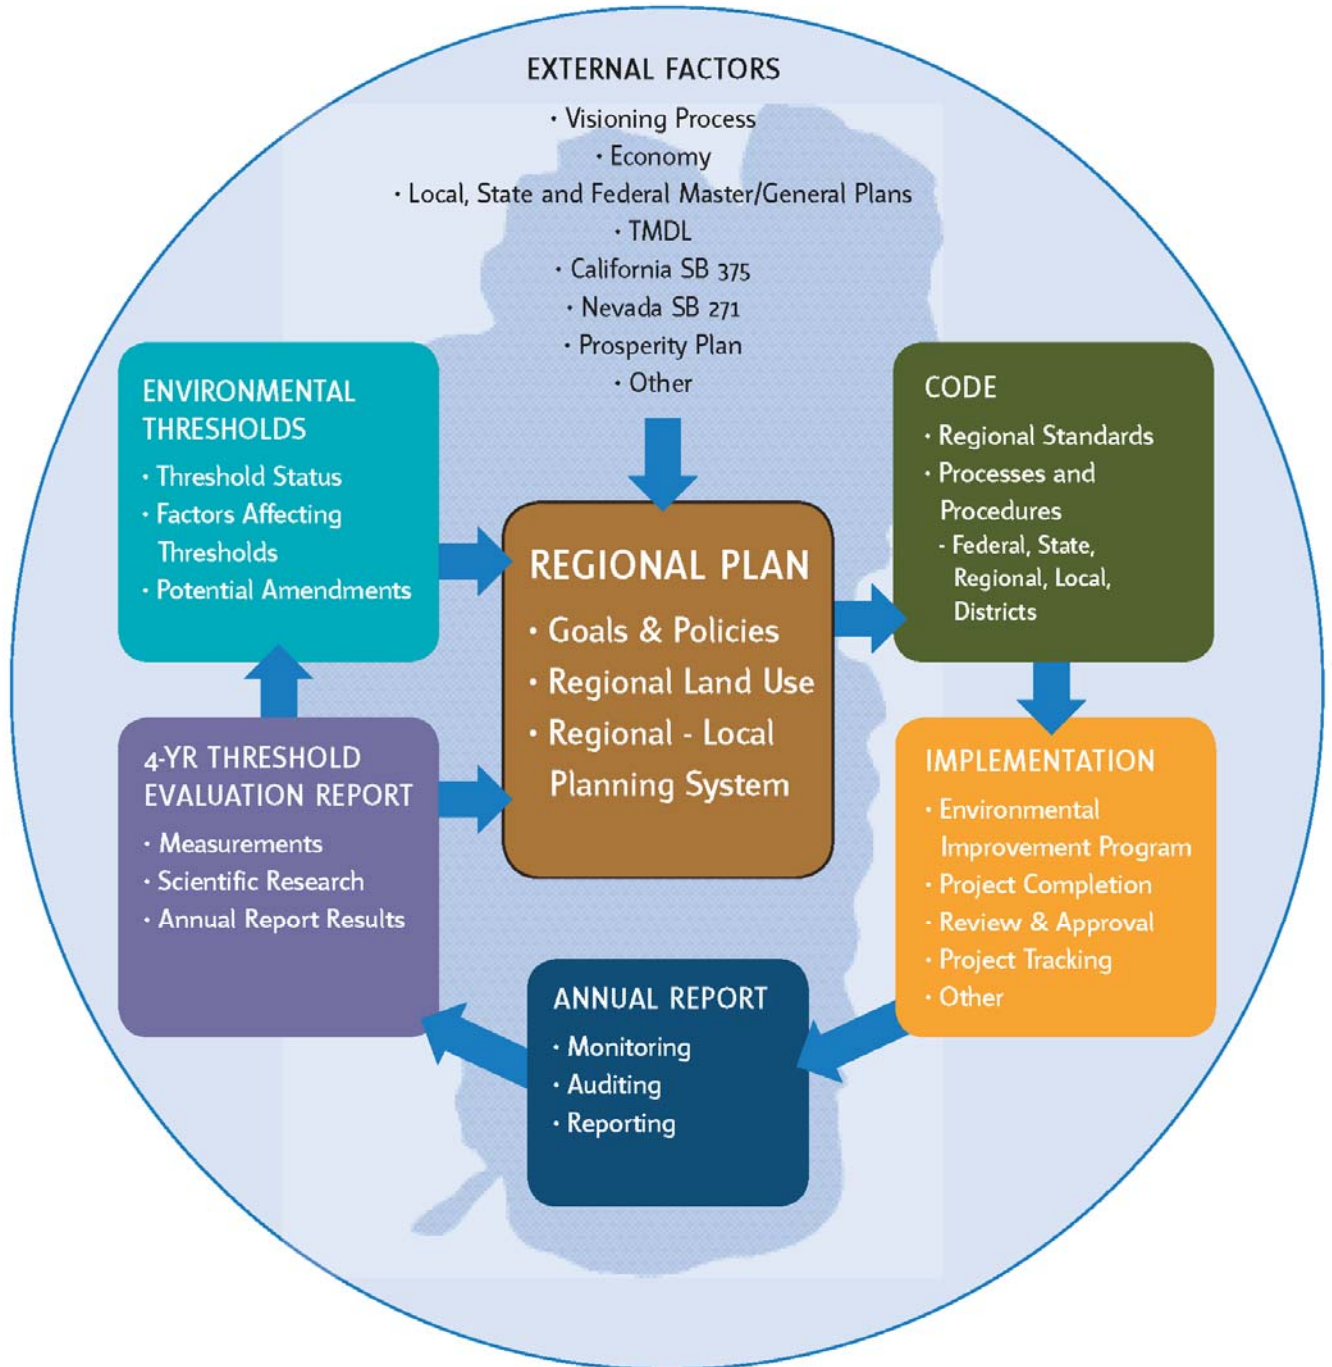 EXTERNAL FACTORS
· Visioning Process
· Economy
· Local, State and Federal Master/General Plans
· TMDL
· California SB 375
· Nevada SB 271
· Prosperity Plan
· Other
ENVIRONMENTAL
THRESHOLDS
· Threshold Status
· Factors Affecting
Thresholds
· Potential Amendments
REGIONAL PLAN
· Goals & Policies
· Regional Land Use
· Regional - Local
Planning System
CODE
· Regional Standards
· Processes and
Procedures
- Federal, State,
Regional, Local,
Districts
4-YR THRESHOLD
EVALUATION REPORT
· Measurements
· Scientific Research
· Annual Report Results
IMPLEMENTATION
· Environmental
Improvement Program
· Project Completion
- Review & Approval
· Project Tracking
· Other
ANNUAL REPORT
· Monitoring
· Auditing
· Reporting